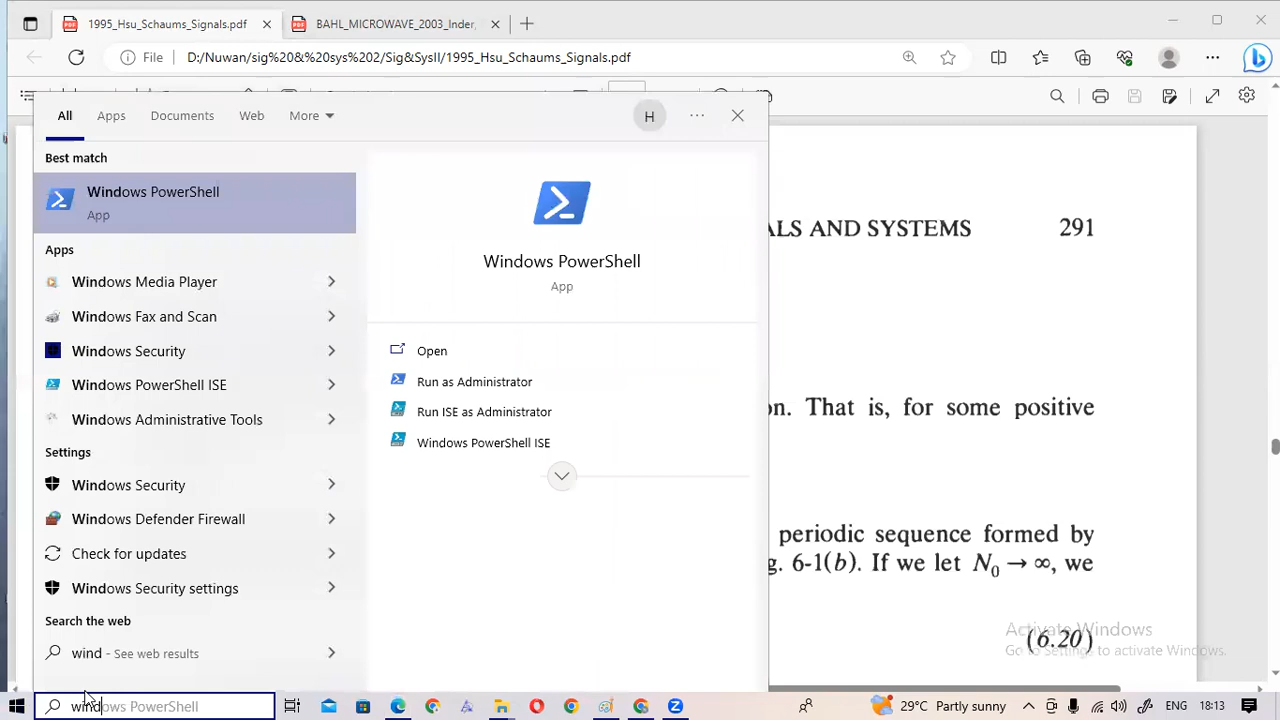 1995_Hsu_Schaums_Signals.pdf
BAHL_MICROWAVE_2003_Inder
File
D:/Nuwan/sig%20&%20sys%202/Sig&SysII/1995_Hsu_Schaums_Signals.pdf
All Apps Documents Web More
H
Best match
Windows PowerShell
App
Apps
Windows Media Player
Windows Fax and Scan
Windows Security
Windows PowerShell ISE
Windows Administrative Tools
Settings
Windows Security
Windows Defender Firewall
Check for updates
Windows Security settings
Search the web
wind - See web results
Windows PowerShell
App
Open
Run as Administrator
Run ISE as Administrator
Windows PowerShell ISE
ALS AND SYSTEMS 291
on. That is, for some positive
periodic sequence formed by
g. 6-1(b). If we let N₀ → ∞, we
(6.20)
Activate Windows
Go to Settings to activate Windows.
windows PowerShell
29°C Partly sunny
ENG 18:13